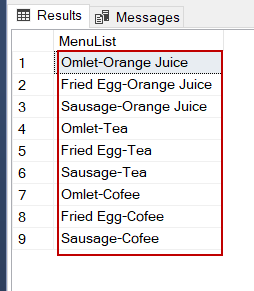 Results Messages
MenuList
1 Omlet-Orange Juice
2 Fried Egg-Orange Juice
3 Sausage-Orange Juice
4 Omlet-Tea
5 Fried Egg-Tea
6 Sausage-Tea
7 Omlet-Cofee
8 Fried Egg-Cofee
9 Sausage-Cofee